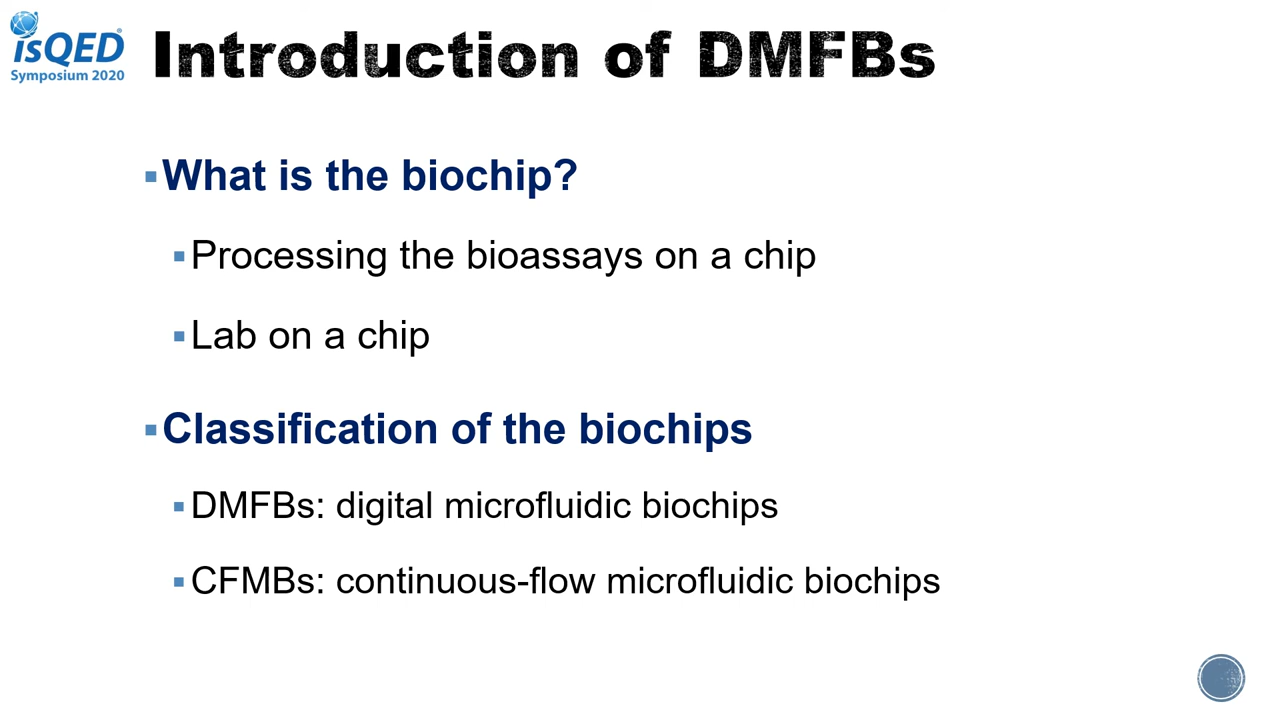 isQED®
Symposium 2020
Introduction of DMFBs
▪What is the biochip?
▪Processing the bioassays on a chip
▪Lab on a chip
▪Classification of the biochips
▪DMFBs: digital microfluidic biochips
▪CFMBs: continuous-flow microfluidic biochips